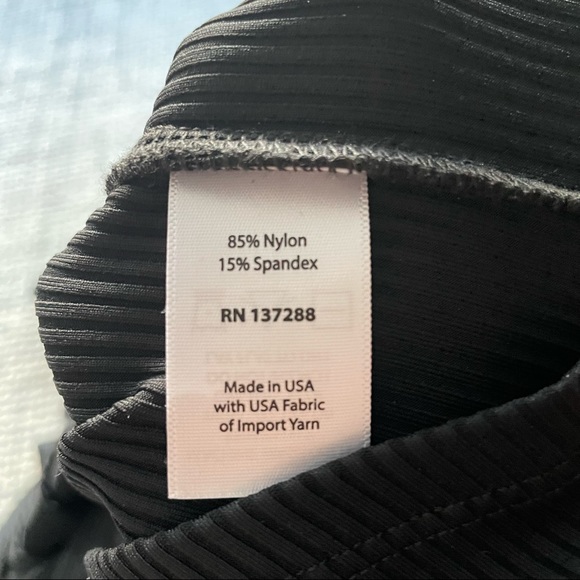 85% Nylon
15% Spandex
RN 137288
Made in USA
with USA Fabric
of Import Yarn